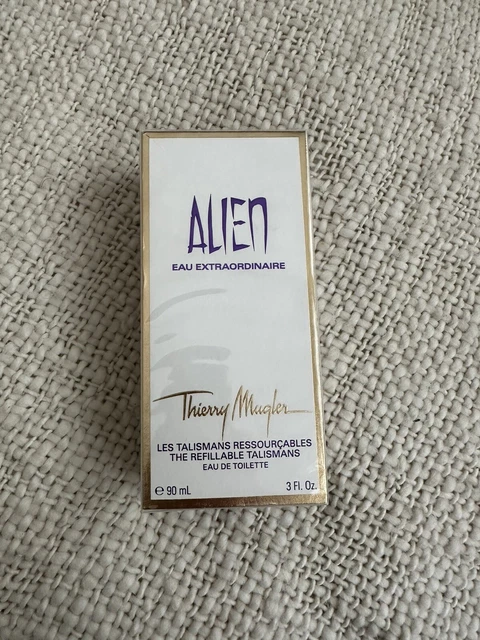 ALIEN
EAU EXTRAORDINAIRE
Thierry Mugler
LES TALISMANS RESSOURÇABLES
THE REFILLABLE TALISMANS
EAU DE TOILETTE
℮ 90 mL 3 Fl. Oz.